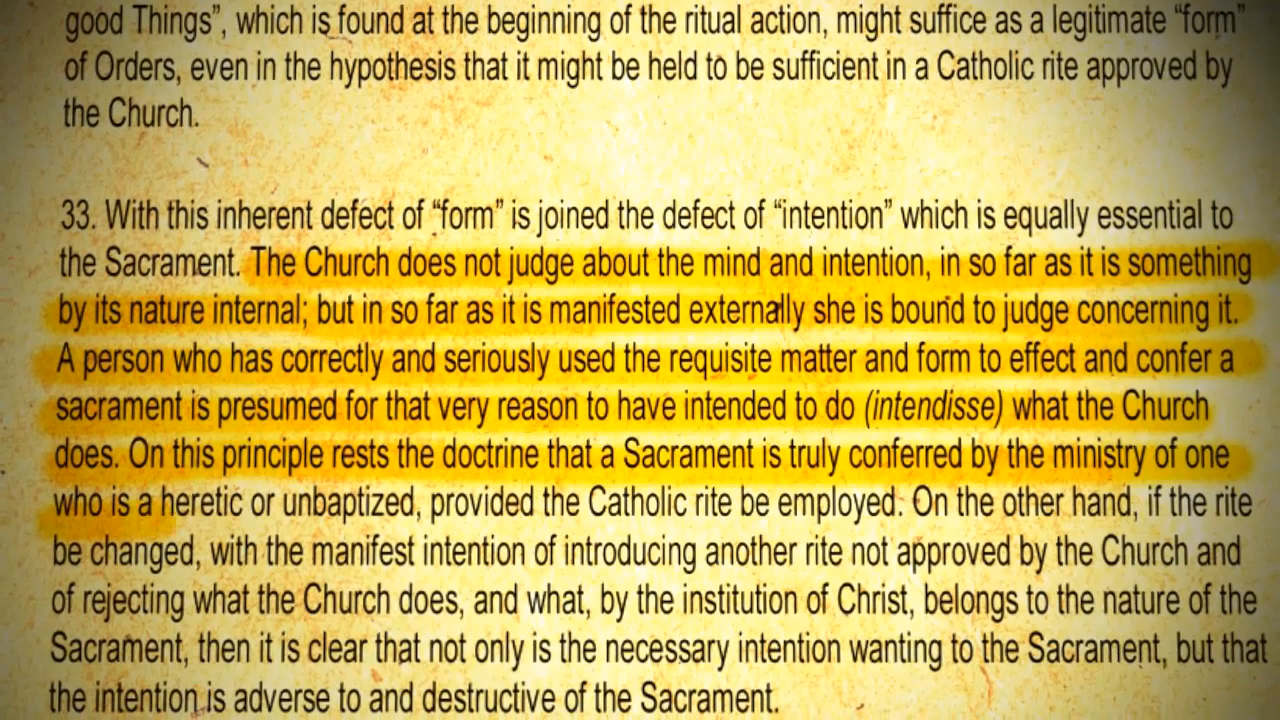 good Things”, which is found at the beginning of the ritual action, might suffice as a legitimate “form”
of Orders, even in the hypothesis that it might be held to be sufficient in a Catholic rite approved by
the Church.
33. With this inherent defect of “form” is joined the defect of “intention” which is equally essential to
the Sacrament. The Church does not judge about the mind and intention, in so far as it is something
by its nature internal; but in so far as it is manifested externally she is bound to judge concerning it.
A person who has correctly and seriously used the requisite matter and form to effect and confer a
sacrament is presumed for that very reason to have intended to do (intendisse) what the Church
does. On this principle rests the doctrine that a Sacrament is truly conferred by the ministry of one
who is a heretic or unbaptized, provided the Catholic rite be employed. On the other hand, if the rite
be changed, with the manifest intention of introducing another rite not approved by the Church and
of rejecting what the Church does, and what, by the institution of Christ, belongs to the nature of the
Sacrament, then it is clear that not only is the necessary intention wanting to the Sacrament, but that
the intention is adverse to and destructive of the Sacrament.